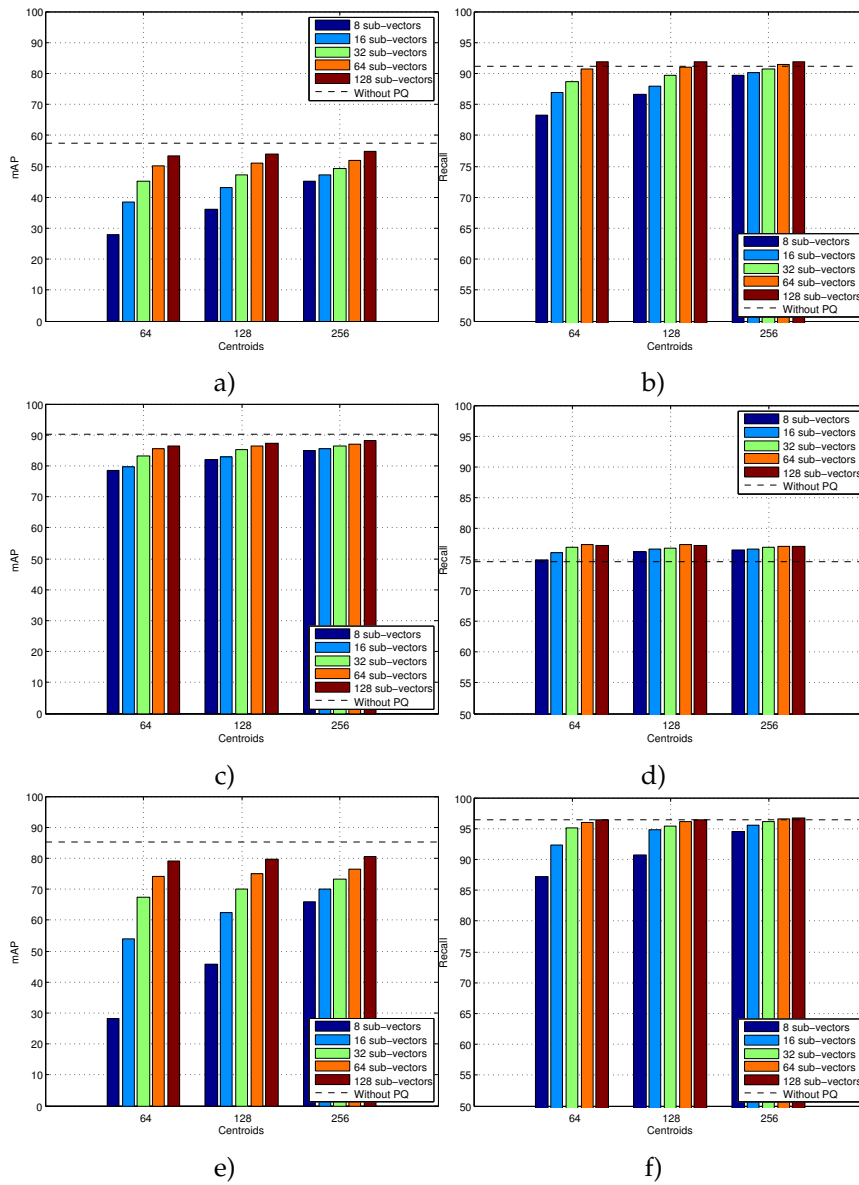 100
90
80
70
60
50
40
30
20
10
0
mAP
64
128
256
Centroids
8 sub-vectors
16 sub-vectors
32 sub-vectors
64 sub-vectors
128 sub-vectors
Without PQ
a)
100
95
90
85
80
75
70
65
60
55
50
Recall
64
128
256
Centroids
8 sub-vectors
16 sub-vectors
32 sub-vectors
64 sub-vectors
128 sub-vectors
Without PQ
b)
100
90
80
70
60
50
40
30
20
10
0
mAP
64
128
256
Centroids
8 sub-vectors
16 sub-vectors
32 sub-vectors
64 sub-vectors
128 sub-vectors
Without PQ
c)
100
95
90
85
80
75
70
65
60
55
50
Recall
64
128
256
Centroids
8 sub-vectors
16 sub-vectors
32 sub-vectors
64 sub-vectors
128 sub-vectors
Without PQ
d)
100
90
80
70
60
50
40
30
20
10
0
mAP
64
128
256
Centroids
8 sub-vectors
16 sub-vectors
32 sub-vectors
64 sub-vectors
128 sub-vectors
Without PQ
e)
100
95
90
85
80
75
70
65
60
55
50
Recall
64
128
256
Centroids
8 sub-vectors
16 sub-vectors
32 sub-vectors
64 sub-vectors
128 sub-vectors
Without PQ
f)